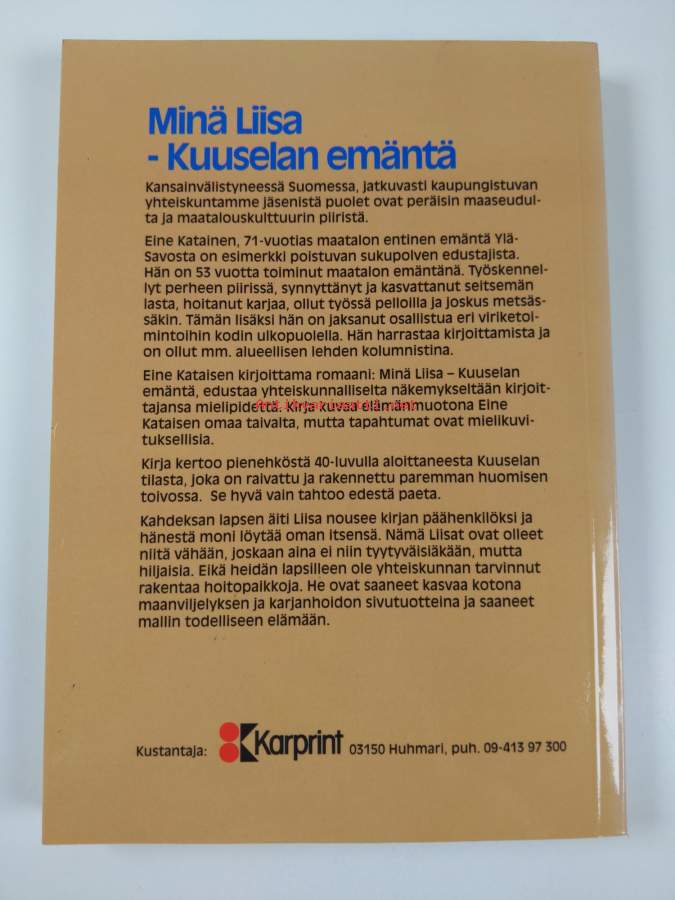 Minä Liisa
- Kuuselan emäntä
Kansainvälistyneessä Suomessa, jatkuvasti kaupungistuvan
yhteiskuntamme jäsenistä puolet ovat peräisin maaseudul-
ta ja maatalouskulttuurin piiristä.
Eine Katainen, 71-vuotias maatalon entinen emäntä Ylä-
Savosta on esimerkki poistuvan sukupolven edustajista.
Hän on 53 vuotta toiminut maatalon emäntänä. Työskennel-
lyt perheen piirissä, synnyttänyt ja kasvattanut seitsemän
lasta, hoitanut karjaa, ollut työssä pelloilla ja joskus metsäs-
säkin. Tämän lisäksi hän on jaksanut osallistua eri viriketoi-
mintoihin kodin ulkopuolella. Hän harrastaa kirjoittamista ja
on ollut mm. alueellisen lehden kolumnistina.
Eine Kataisen kirjoittama romaani: Minä Liisa – Kuuselan
emäntä, edustaa yhteiskunnalliselta näkemykseltään kirjoit-
tajansa mielipidettä. Kirja kuvaa elämänmuotona Eine
Kataisen omaa taivalta, mutta tapahtumat ovat mielikuvi-
tuksellisia.
Kirja kertoo pienehköstä 40-luvulla aloittaneesta Kuuselan
tilasta, joka on raivattu ja rakennettu paremman huomisen
toivossa. Se hyvä vain tahtoo edestä paeta.
Kahdeksan lapsen äiti Liisa nousee kirjan päähenkilöksi ja
hänestä moni löytää oman itsensä. Nämä Liisat ovat olleet
niitä vähään, joskaan aina ei niin tyytyväisiäkään, mutta
hiljaisia. Eikä heidän lapsilleen ole yhteiskunnan tarvinnut
rakentaa hoitopaikkoja. He ovat saaneet kasvaa kotona
maanviljelyksen ja karjanhoidon sivutuotteina ja saaneet
mallin todelliseen elämään.
Kustantaja: Karprint 03150 Huhmari, puh. 09-413 97 300